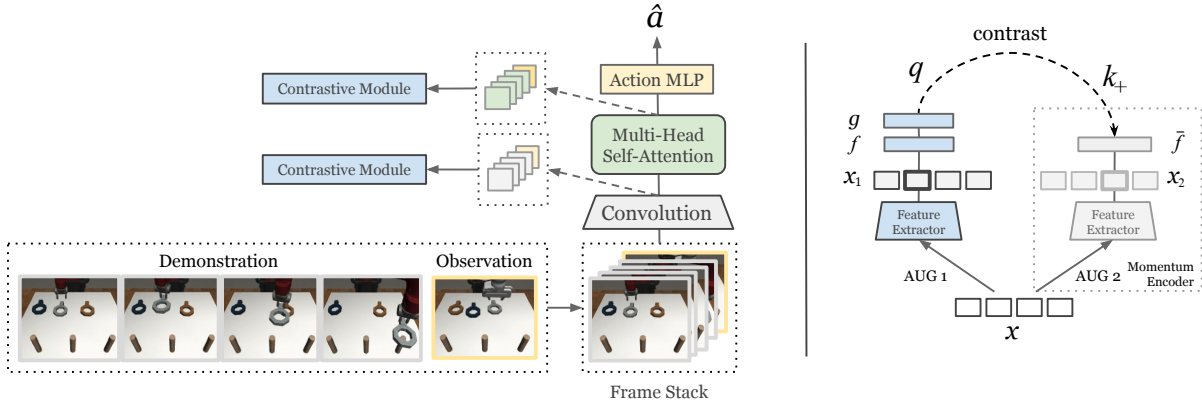 â
Action MLP
Contrastive Module
Multi-Head
Self-Attention
Contrastive Module
Convolution
Demonstration
Observation
Frame Stack
contrast
q
k+
g
f
f̄
x1
x2
Feature
Extractor
Feature
Extractor
AUG 1
AUG 2
Momentum
Encoder
x